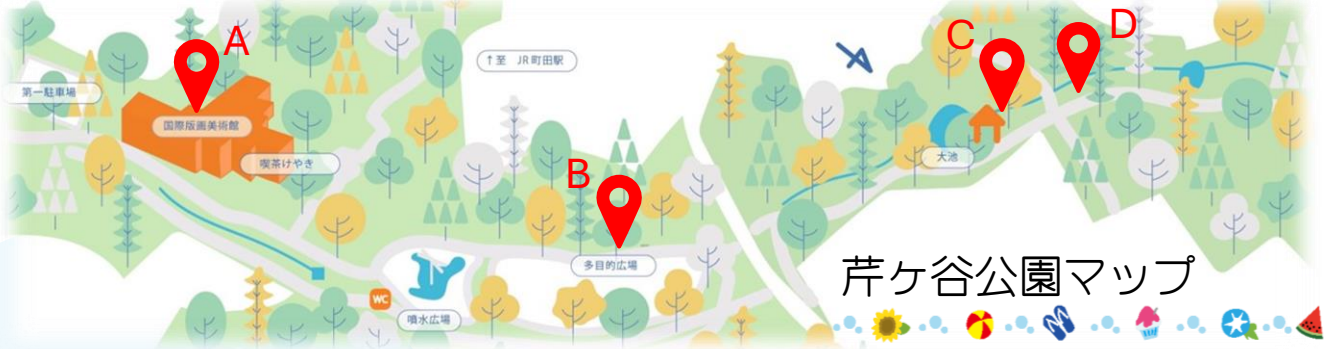 A
C
D
↑至 JR町田駅
第一駐車場
国際版画美術館
喫茶けやき
大池
B
多目的広場
WC
噴水広場
芹ヶ谷公園マップ